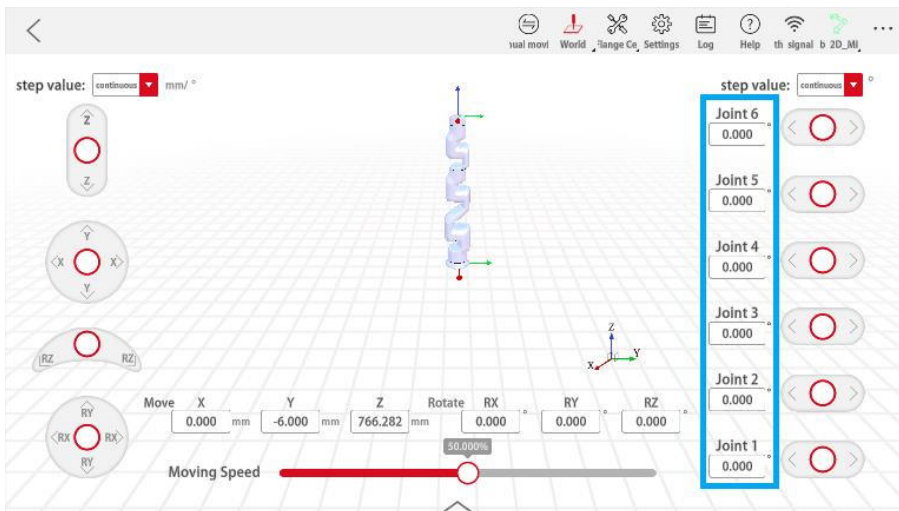 ual movi World lange Ce Settings Log Help th signal b 2D_MI
step value: continuous mm/ °
step value: continuous °
Z
Z
Y
X X
Y
RZ RZ
RY
RX RX
RY
Joint 6
0.000 °
Joint 5
0.000 °
Joint 4
0.000 °
Joint 3
0.000 °
Joint 2
0.000 °
Joint 1
0.000 °
Z
X Y
Move X Y Z Rotate RX RY RZ
0.000 mm -6.000 mm 766.282 mm 0.000 ° 0.000 ° 0.000 °
50.000%
Moving Speed